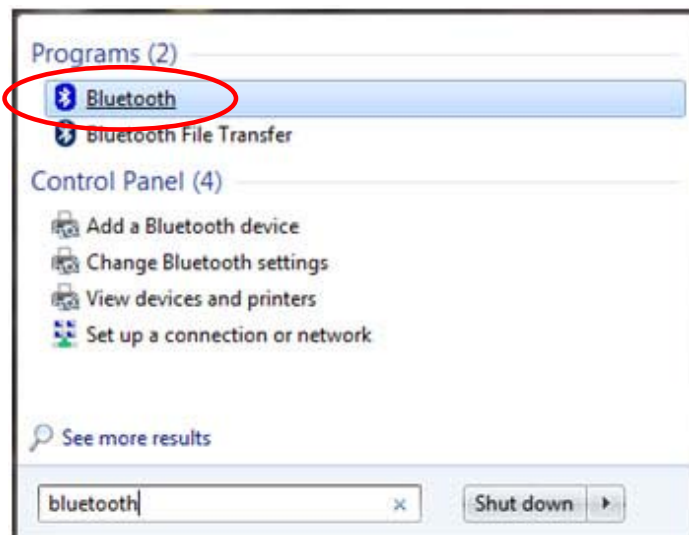 Programs (2)
Bluetooth
Bluetooth File Transfer
Control Panel (4)
Add a Bluetooth device
Change Bluetooth settings
View devices and printers
Set up a connection or network
See more results
bluetooth
Shut down